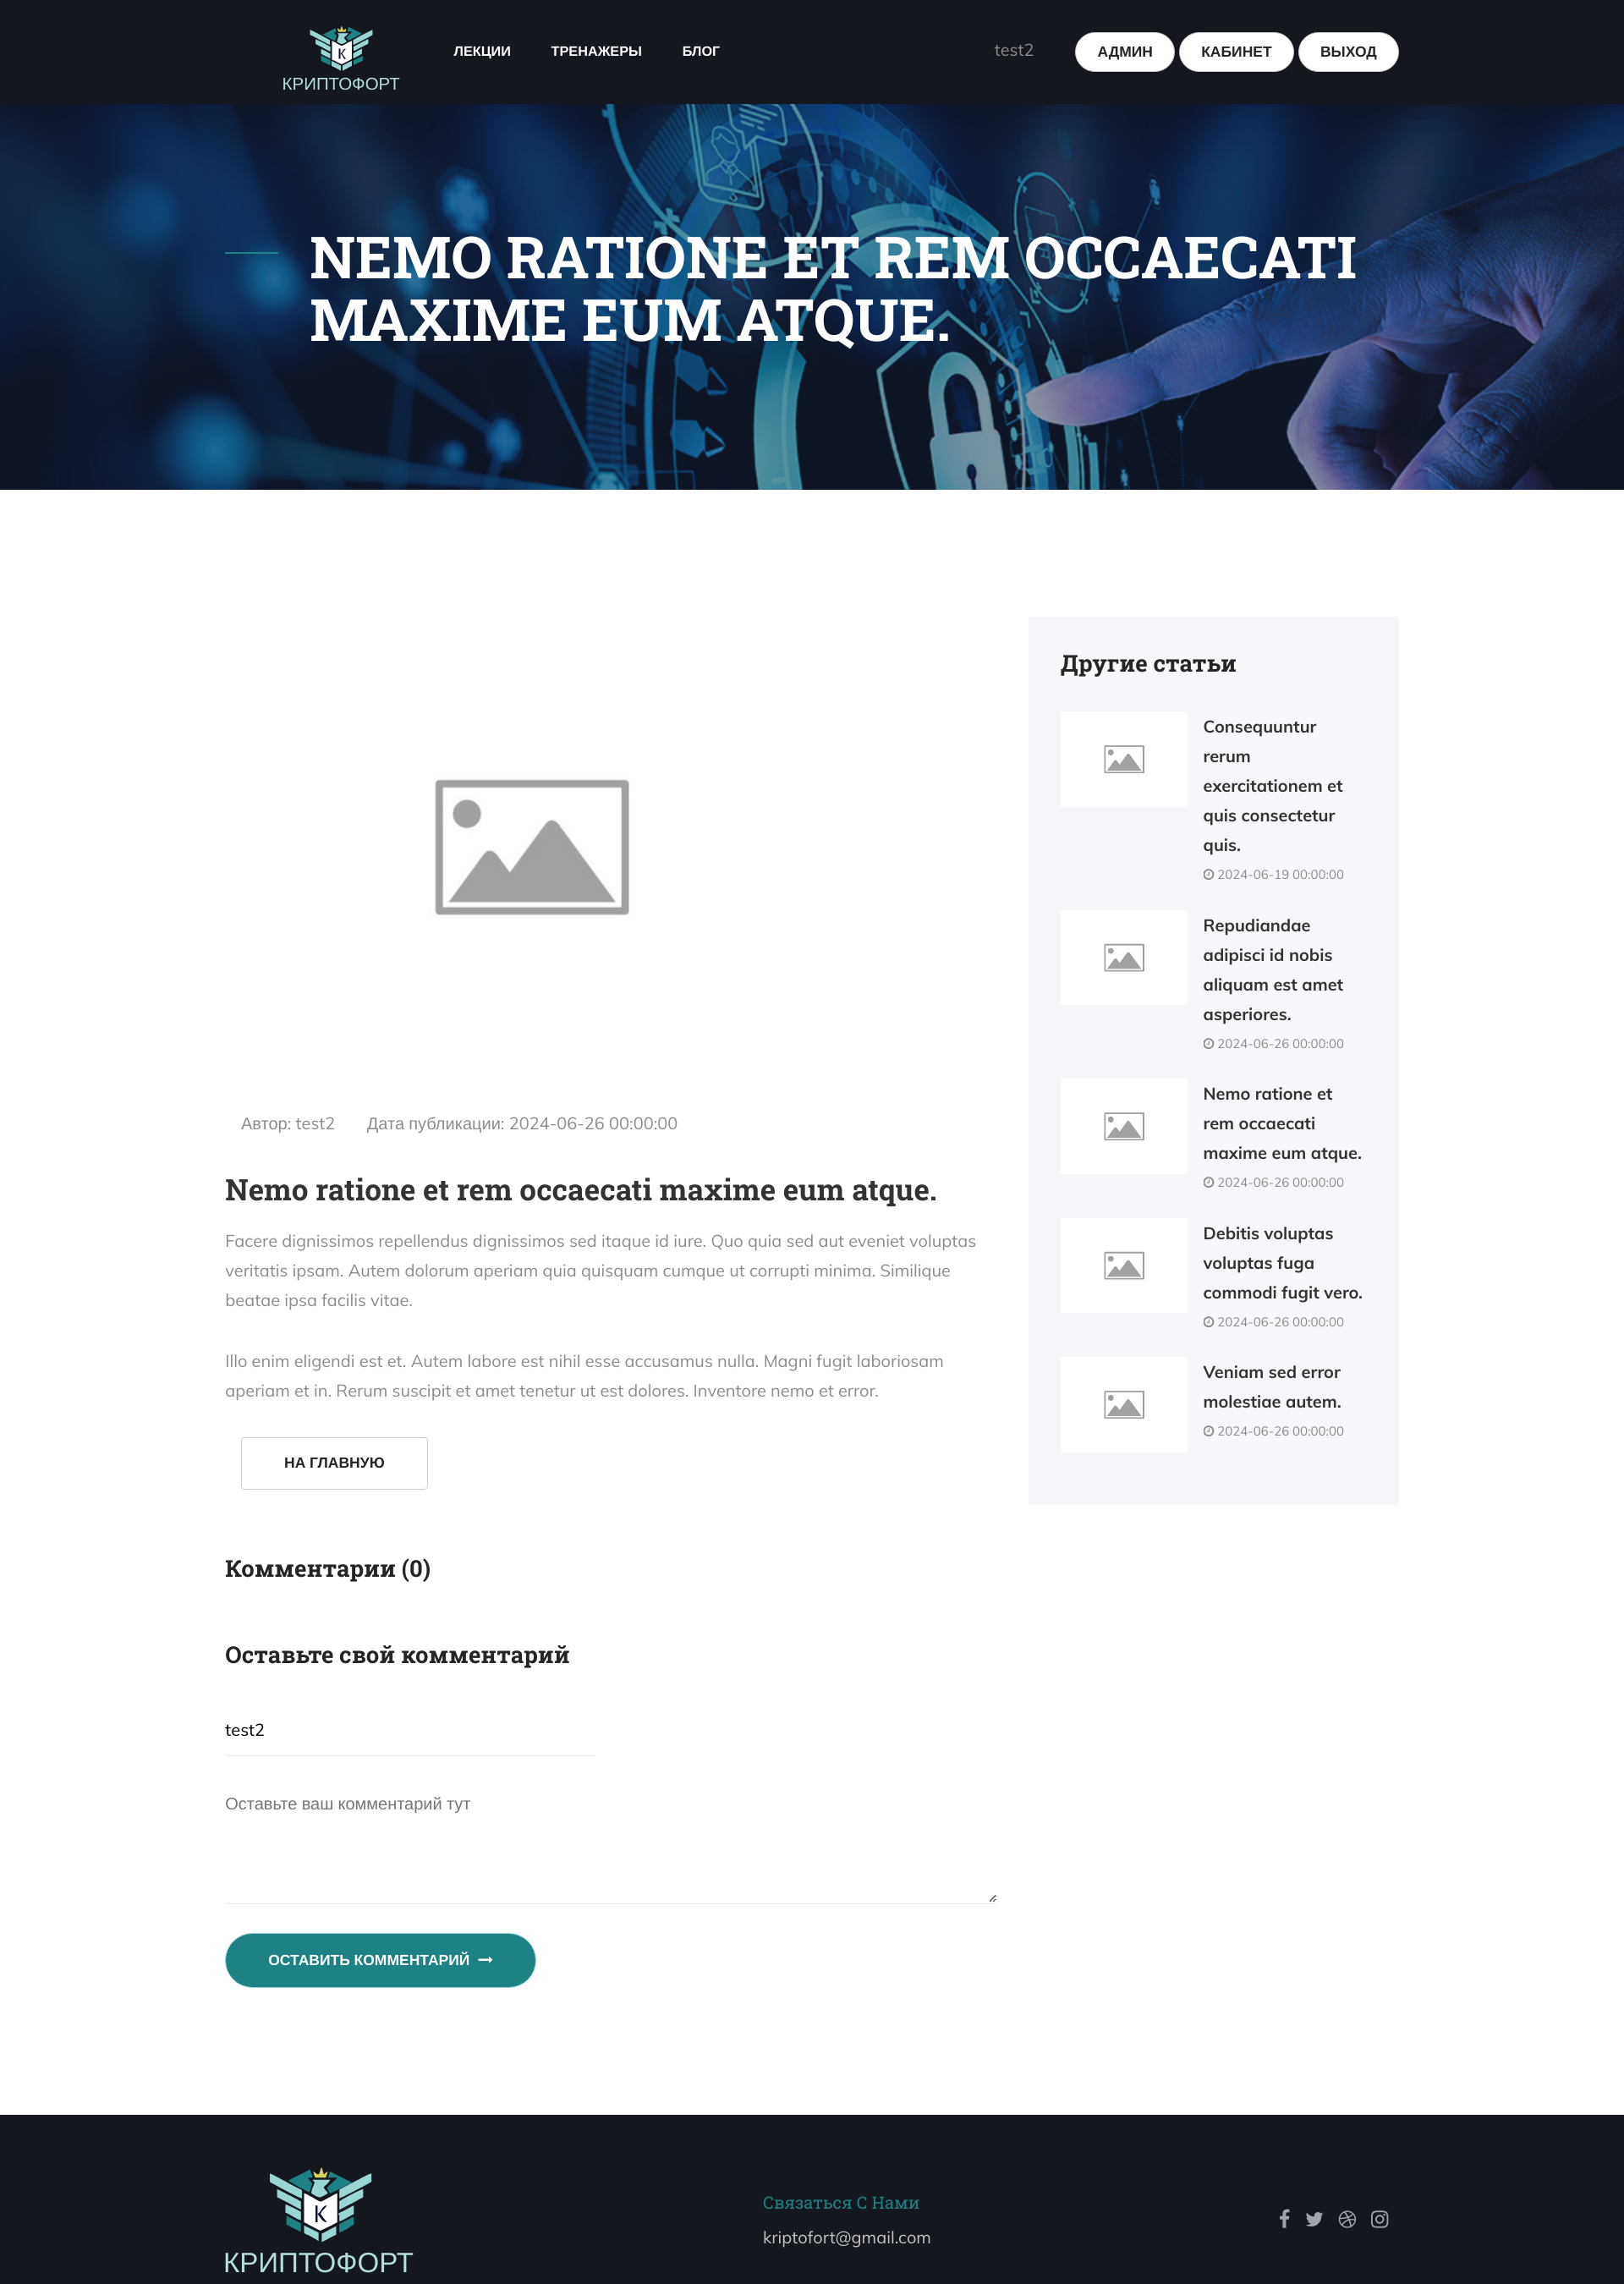 K
КРИПТОФОРТ
ЛЕКЦИИ
ТРЕНАЖЕРЫ
БЛОГ
test2
АДМИН
КАБИНЕТ
ВЫХОД
NEMO RATIONE ET REM OCCAECATI
MAXIME EUM ATQUE.
Автор: test2
Дата публикации: 2024-06-26 00:00:00
Nemo ratione et rem occaecati maxime eum atque.
Facere dignissimos repellendus dignissimos sed itaque id iure. Quo quia sed aut eveniet voluptas
veritatis ipsam. Autem dolorum aperiam quia quisquam cumque ut corrupti minima. Similique
beatae ipsa facilis vitae.
Illo enim eligendi est et. Autem labore est nihil esse accusamus nulla. Magni fugit laboriosam
aperiam et in. Rerum suscipit et amet tenetur ut est dolores. Inventore nemo et error.
НА ГЛАВНУЮ
Комментарии (0)
Оставьте свой комментарий
test2
Оставьте ваш комментарий тут
ОСТАВИТЬ КОММЕНТАРИЙ
Другие статьи
Consequuntur
rerum
exercitationem et
quis consectetur
quis.
2024-06-19 00:00:00
Repudiandae
adipisci id nobis
aliquam est amet
asperiores.
2024-06-26 00:00:00
Nemo ratione et
rem occaecati
maxime eum atque.
2024-06-26 00:00:00
Debitis voluptas
voluptas fuga
commodi fugit vero.
2024-06-26 00:00:00
Veniam sed error
molestiae autem.
2024-06-26 00:00:00
K
КРИПТОФОРТ
Связаться С Нами
kriptofort@gmail.com